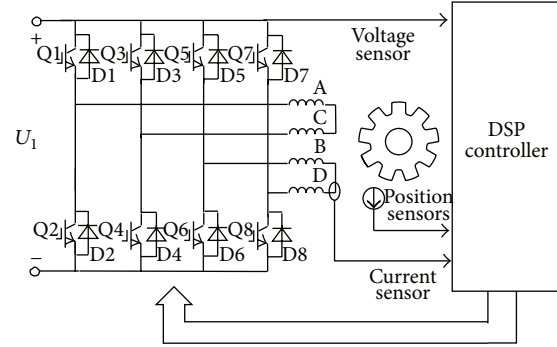 +
Q1 Q3 Q5 Q7
D1 D3 D5 D7
Voltage
sensor
A
C
B
D
U1
DSP
controller
Position
sensors
Q2 Q4 Q6 Q8
D2 D4 D6 D8
−
Current
sensor